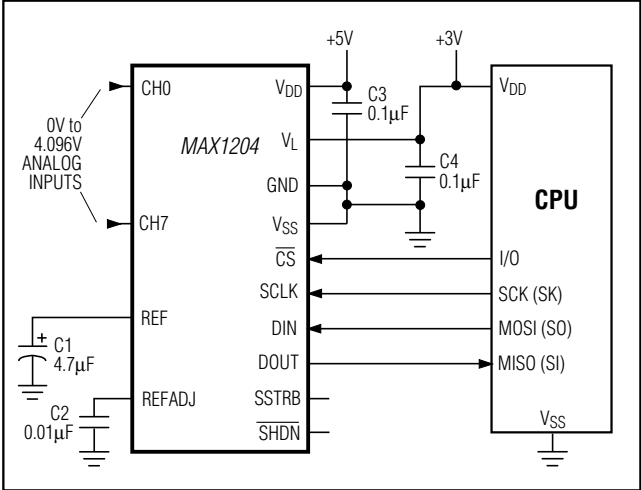 +5V
+3V
CH0
0V to
4.096V
ANALOG
INPUTS
CH7
MAX1204
VDD
VL
GND
VSS
C̅S̅
SCLK
DIN
DOUT
SSTRB
S̅H̅D̅N̅
REF
REFADJ
C1
4.7µF
+
C2
0.01µF
C3
0.1µF
C4
0.1µF
VDD
CPU
I/O
SCK (SK)
MOSI (SO)
MISO (SI)
VSS